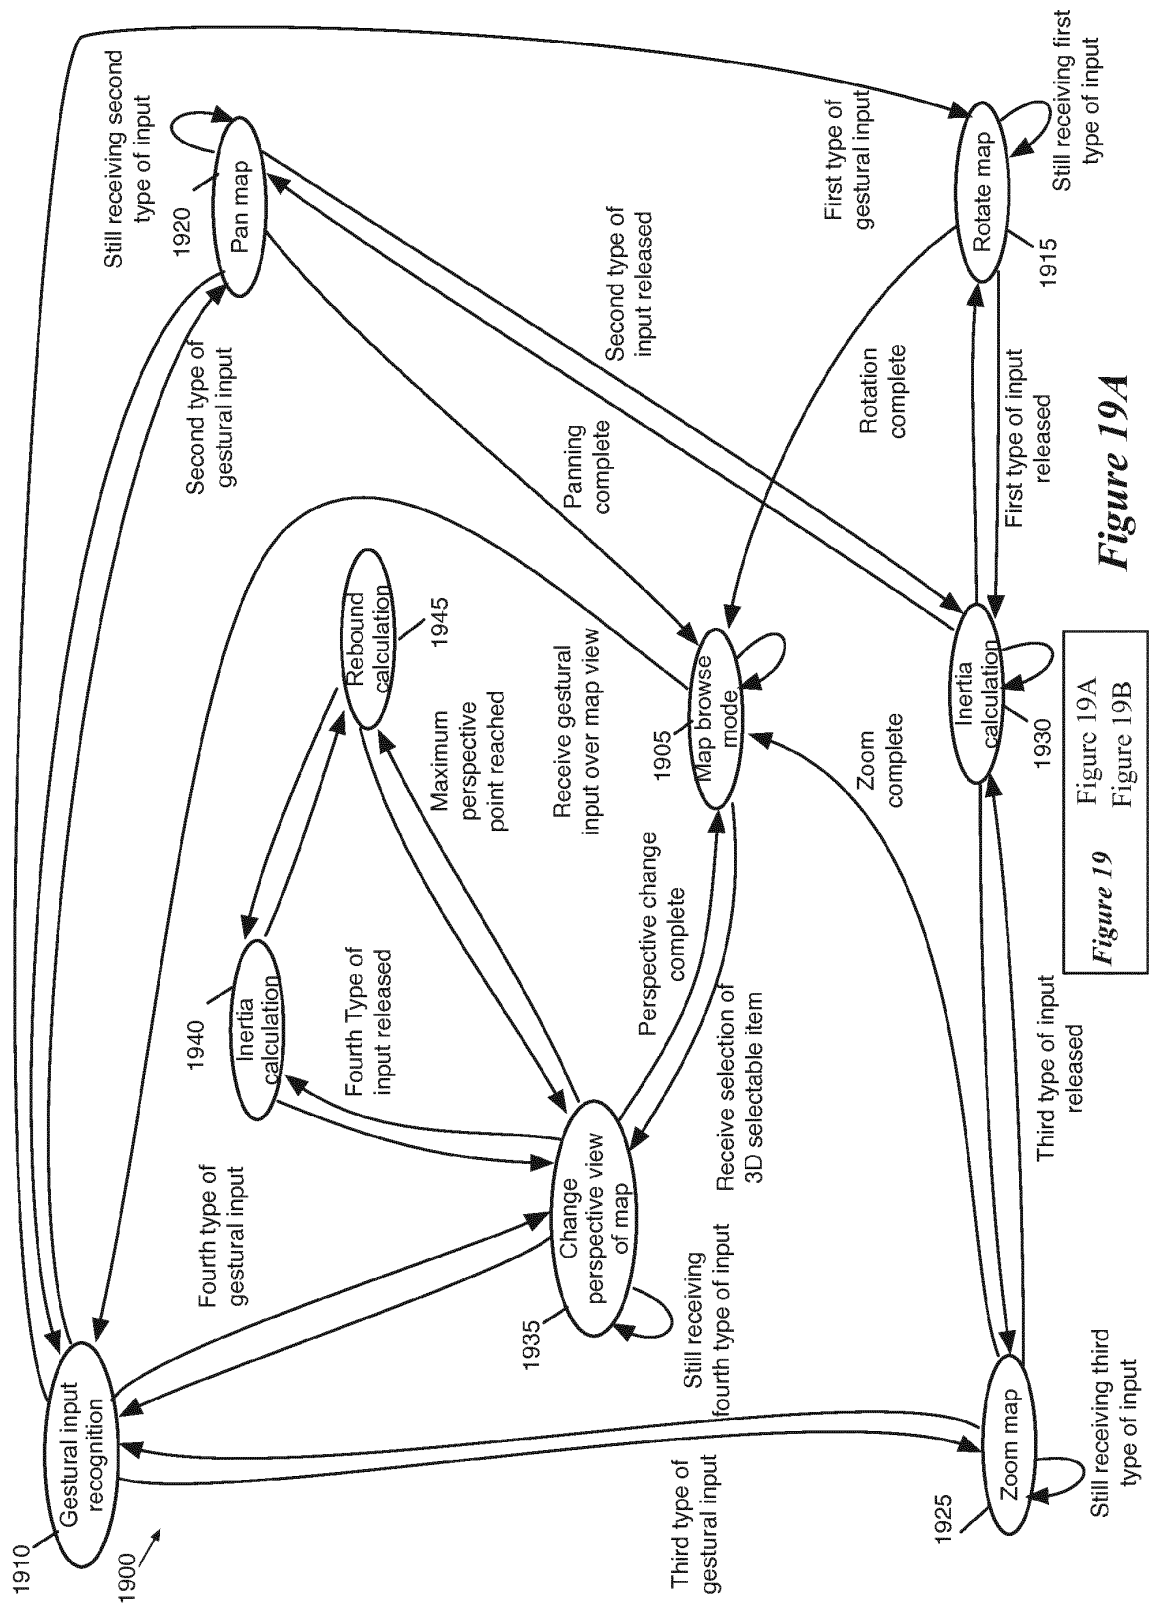 1900
1910
Gestural input
recognition
Fourth type of
gestural input
1940
Inertia
calculation
Fourth Type of
input released
Rebound
calculation
1945
Maximum
perspective
point reached
Second type of
gestural input
Still receiving second
type of input
1920
Pan map
1935
Change
perspective view
of map
Still receiving
fourth type of input
Receive selection of
3D selectable item
Perspective change
complete
Receive gestural
input over map view
1905
Map browse
mode
Panning
complete
Second type of
input released
First type of
gestural input
Third type of
gestural input
1925
Zoom map
Still receiving third
type of input
Third type of input
released
Zoom
complete
Inertia
calculation
1930
Rotation
complete
First type of input
released
Rotate map
1915
Still receiving first
type of input
Figure 19
Figure 19A
Figure 19B
Figure 19A